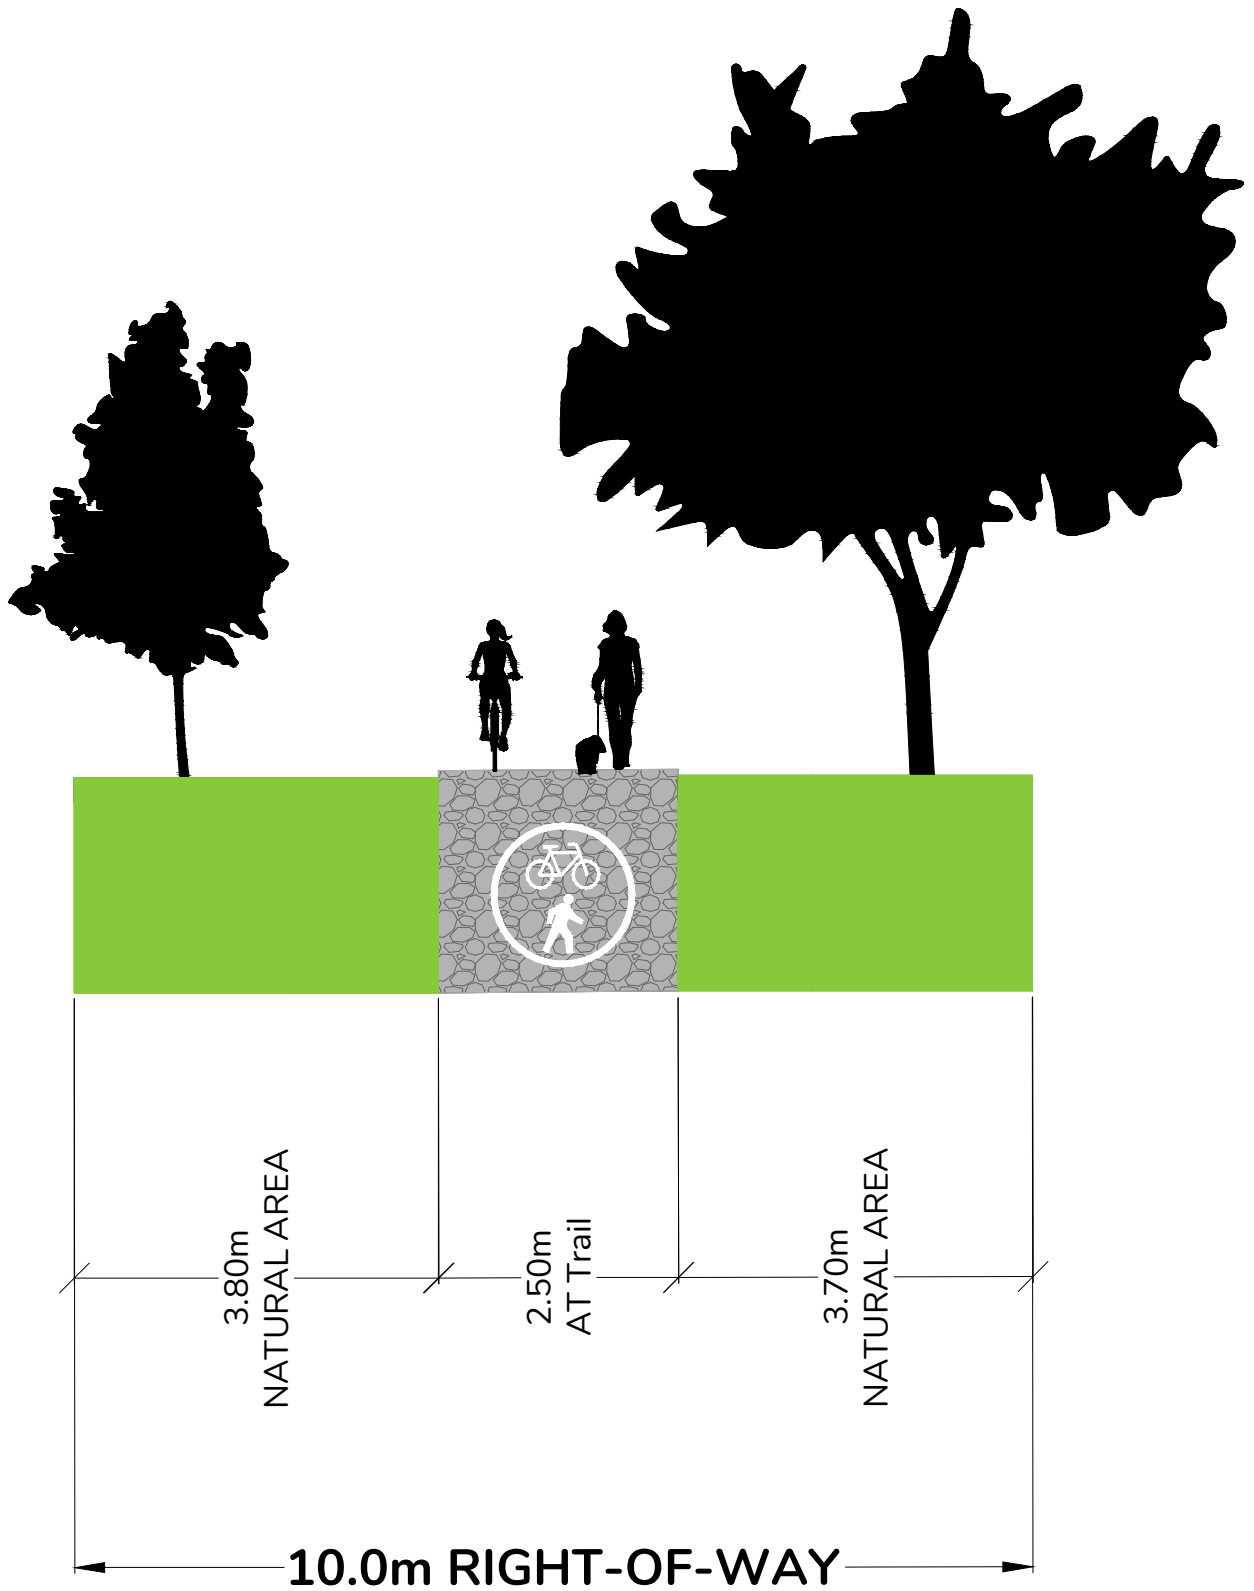 3.80m
NATURAL AREA
2.50m
AT Trail
3.70m
NATURAL AREA
10.0m RIGHT-OF-WAY